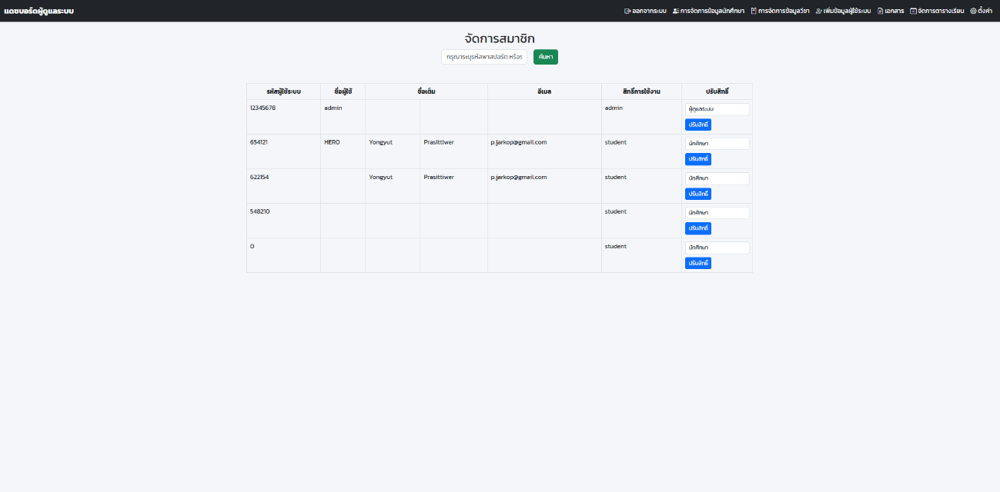 แดชบอร์ดผู้ดูแลระบบ
ออกจากระบบ การจัดการข้อมูลนักศึกษา การจัดการข้อมูลวิชา เพิ่มข้อมูลผู้ใช้ระบบ เอกสาร จัดการตารางเรียน ตั้งค่า
จัดการสมาชิก
กรุณาระบุรหัสพาสปอร์ต หรือร ค้นหา
รหัสผู้ใช้ระบบ ชื่อผู้ใช้ ชื่อเต็ม อีเมล สิทธิ์การใช้งาน ปรับสิทธิ์
12345678 admin admin ผู้ดูแลระบบ
ปรับสิทธิ์
654121 HERO Yongyut Prasittiwer p.jarkop@gmail.com student นักศึกษา
ปรับสิทธิ์
622154 Yongyut Prasittiwer p.jarkop@gmail.com student นักศึกษา
ปรับสิทธิ์
548210 student นักศึกษา
ปรับสิทธิ์
0 student นักศึกษา
ปรับสิทธิ์